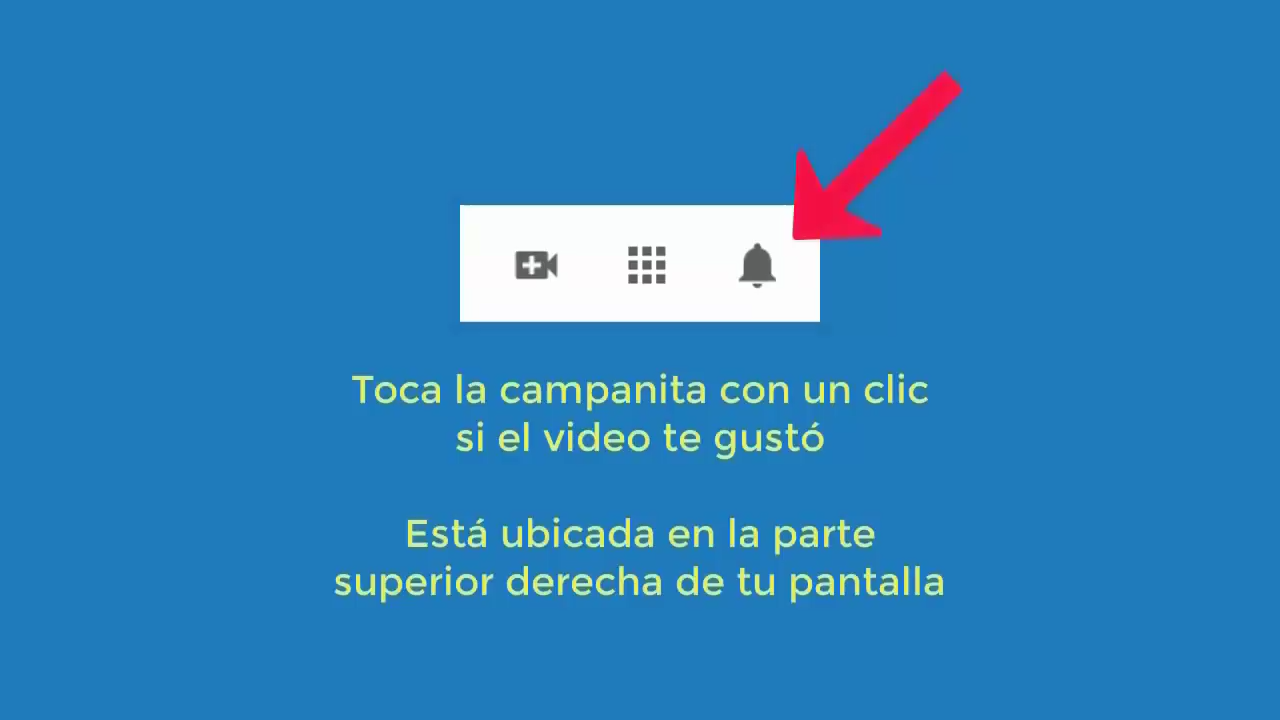 Toca la campanita con un clic
si el video te gustó
Está ubicada en la parte
superior derecha de tu pantalla